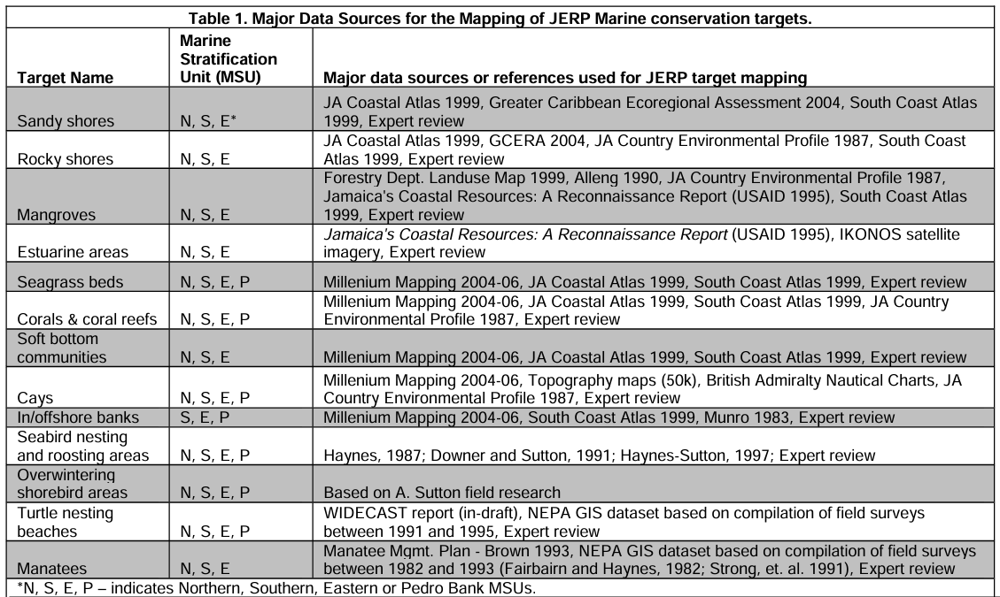 Table 1. Major Data Sources for the Mapping of JERP Marine conservation targets.
Target Name
Marine
Stratification
Unit (MSU)
Major data sources or references used for JERP target mapping
Sandy shores
N, S, E*
JA Coastal Atlas 1999, Greater Caribbean Ecoregional Assessment 2004, South Coast Atlas
1999, Expert review
Rocky shores
N, S, E
JA Coastal Atlas 1999, GCERA 2004, JA Country Environmental Profile 1987, South Coast
Atlas 1999, Expert review
Mangroves
N, S, E
Forestry Dept. Landuse Map 1999, Alleng 1990, JA Country Environmental Profile 1987,
Jamaica's Coastal Resources: A Reconnaissance Report (USAID 1995), South Coast Atlas
1999, Expert review
Estuarine areas
N, S, E
Jamaica's Coastal Resources: A Reconnaissance Report (USAID 1995), IKONOS satellite
imagery, Expert review
Seagrass beds
N, S, E, P
Millenium Mapping 2004-06, JA Coastal Atlas 1999, South Coast Atlas 1999, Expert review
Corals & coral reefs
N, S, E, P
Millenium Mapping 2004-06, JA Coastal Atlas 1999, South Coast Atlas 1999, JA Country
Environmental Profile 1987, Expert review
Soft bottom
communities
N, S, E
Millenium Mapping 2004-06, JA Coastal Atlas 1999, South Coast Atlas 1999, Expert review
Cays
N, S, E, P
Millenium Mapping 2004-06, Topography maps (50k), British Admiralty Nautical Charts, JA
Country Environmental Profile 1987, Expert review
In/offshore banks
S, E, P
Millenium Mapping 2004-06, South Coast Atlas 1999, Munro 1983, Expert review
Seabird nesting
and roosting areas
N, S, E, P
Haynes, 1987; Downer and Sutton, 1991; Haynes-Sutton, 1997; Expert review
Overwintering
shorebird areas
N, S, E, P
Based on A. Sutton field research
Turtle nesting
beaches
N, S, E, P
WIDECAST report (in-draft), NEPA GIS dataset based on compilation of field surveys
between 1991 and 1995, Expert review
Manatees
N, S, E
Manatee Mgmt. Plan - Brown 1993, NEPA GIS dataset based on compilation of field surveys
between 1982 and 1993 (Fairbairn and Haynes, 1982; Strong, et. al. 1991), Expert review
*N, S, E, P – indicates Northern, Southern, Eastern or Pedro Bank MSUs.